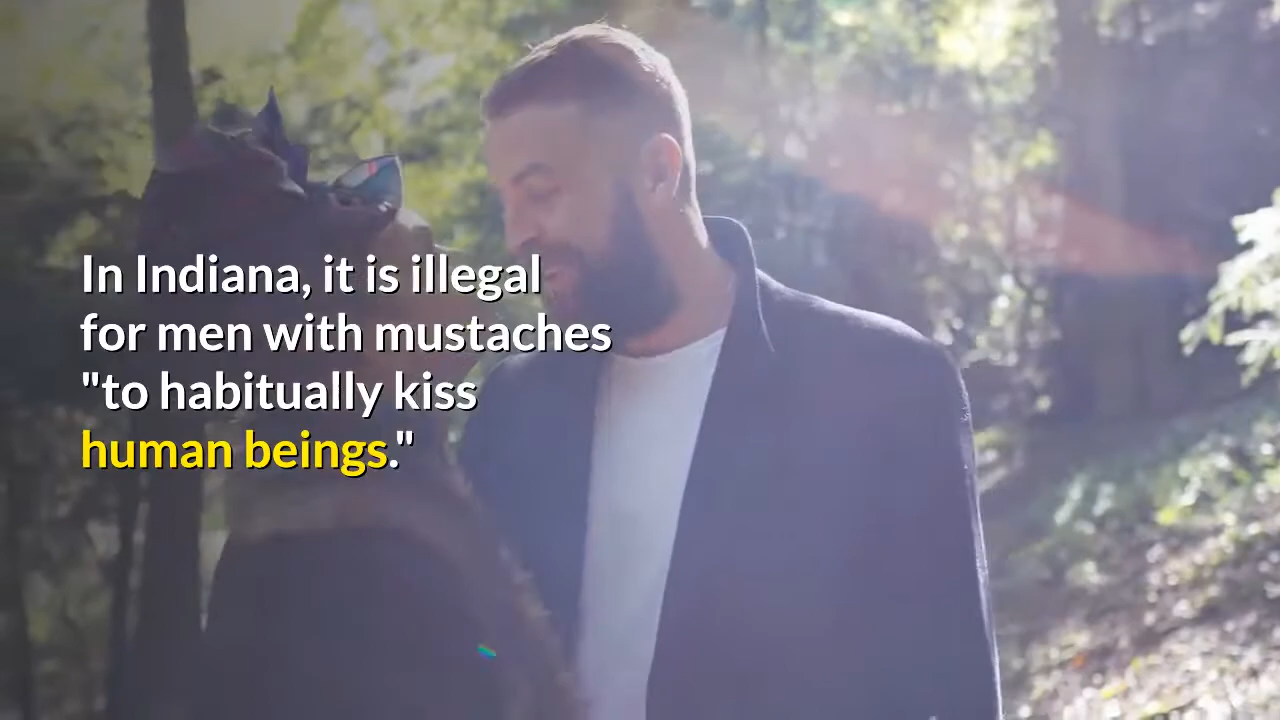 In Indiana, it is illegal
for men with mustaches
"to habitually kiss
human beings."